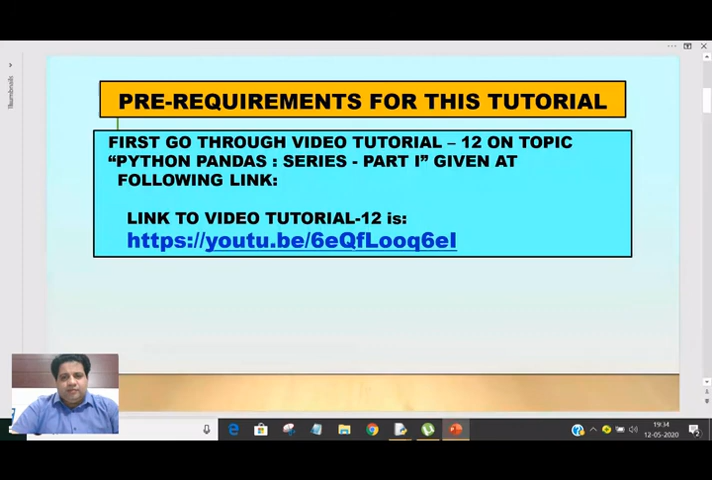 Thumbnails
PRE-REQUIREMENTS FOR THIS TUTORIAL
FIRST GO THROUGH VIDEO TUTORIAL – 12 ON TOPIC
“PYTHON PANDAS : SERIES - PART I” GIVEN AT
FOLLOWING LINK:
LINK TO VIDEO TUTORIAL-12 is:
https://youtu.be/6eQfLooq6eI
19:34
12-05-2020